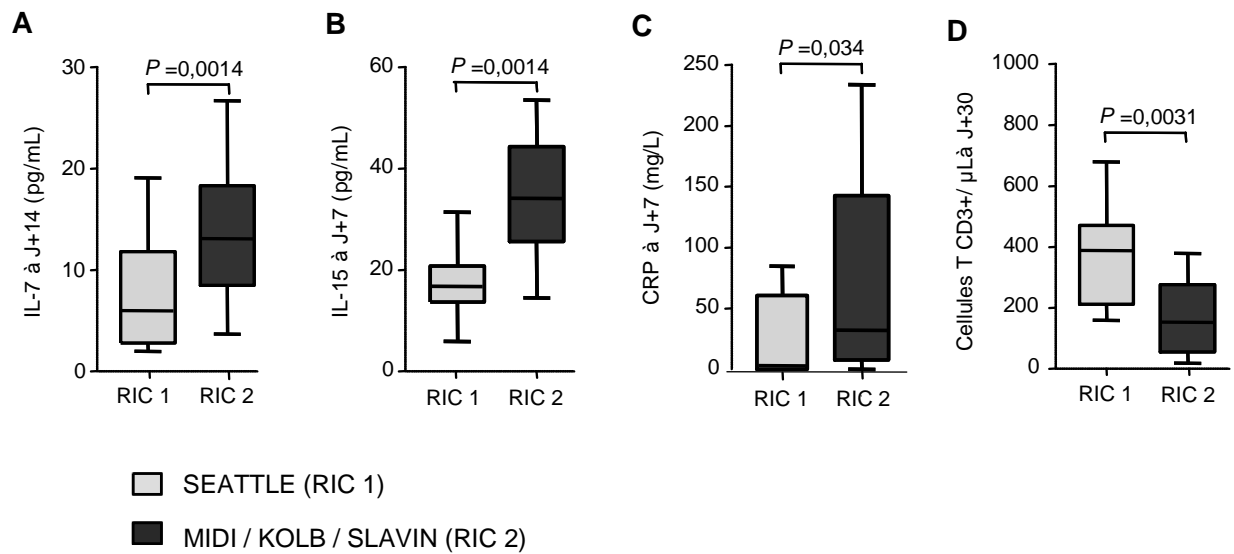 A
P =0,0014
IL-7 à J+14 (pg/mL)
30
20
10
0
RIC 1
RIC 2
B
P =0,0014
IL-15 à J+7 (pg/mL)
60
40
20
0
RIC 1
RIC 2
C
P =0,034
CRP à J+7 (mg/L)
250
200
150
100
50
0
RIC 1
RIC 2
D
P =0,0031
Cellules T CD3+/ µLà J+30
1000
800
600
400
200
0
RIC 1
RIC 2
SEATTLE (RIC 1)
MIDI / KOLB / SLAVIN (RIC 2)